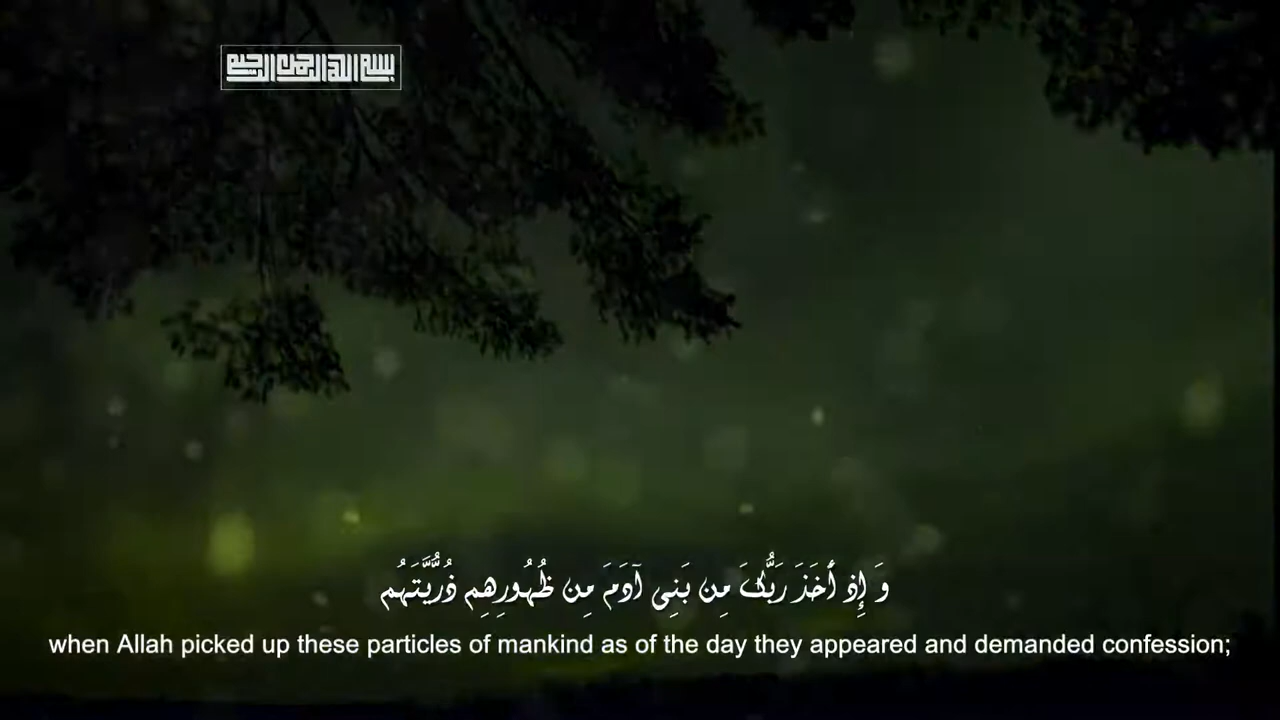 بسم الله الرحمن الرحيم
وَ إِذ أَخَذَ رَبُّكَ مِن بَنِی آدَمَ مِن ظُهُورِهِم ذُرِّيَّتَهُم
when Allah picked up these particles of mankind as of the day they appeared and demanded confession;